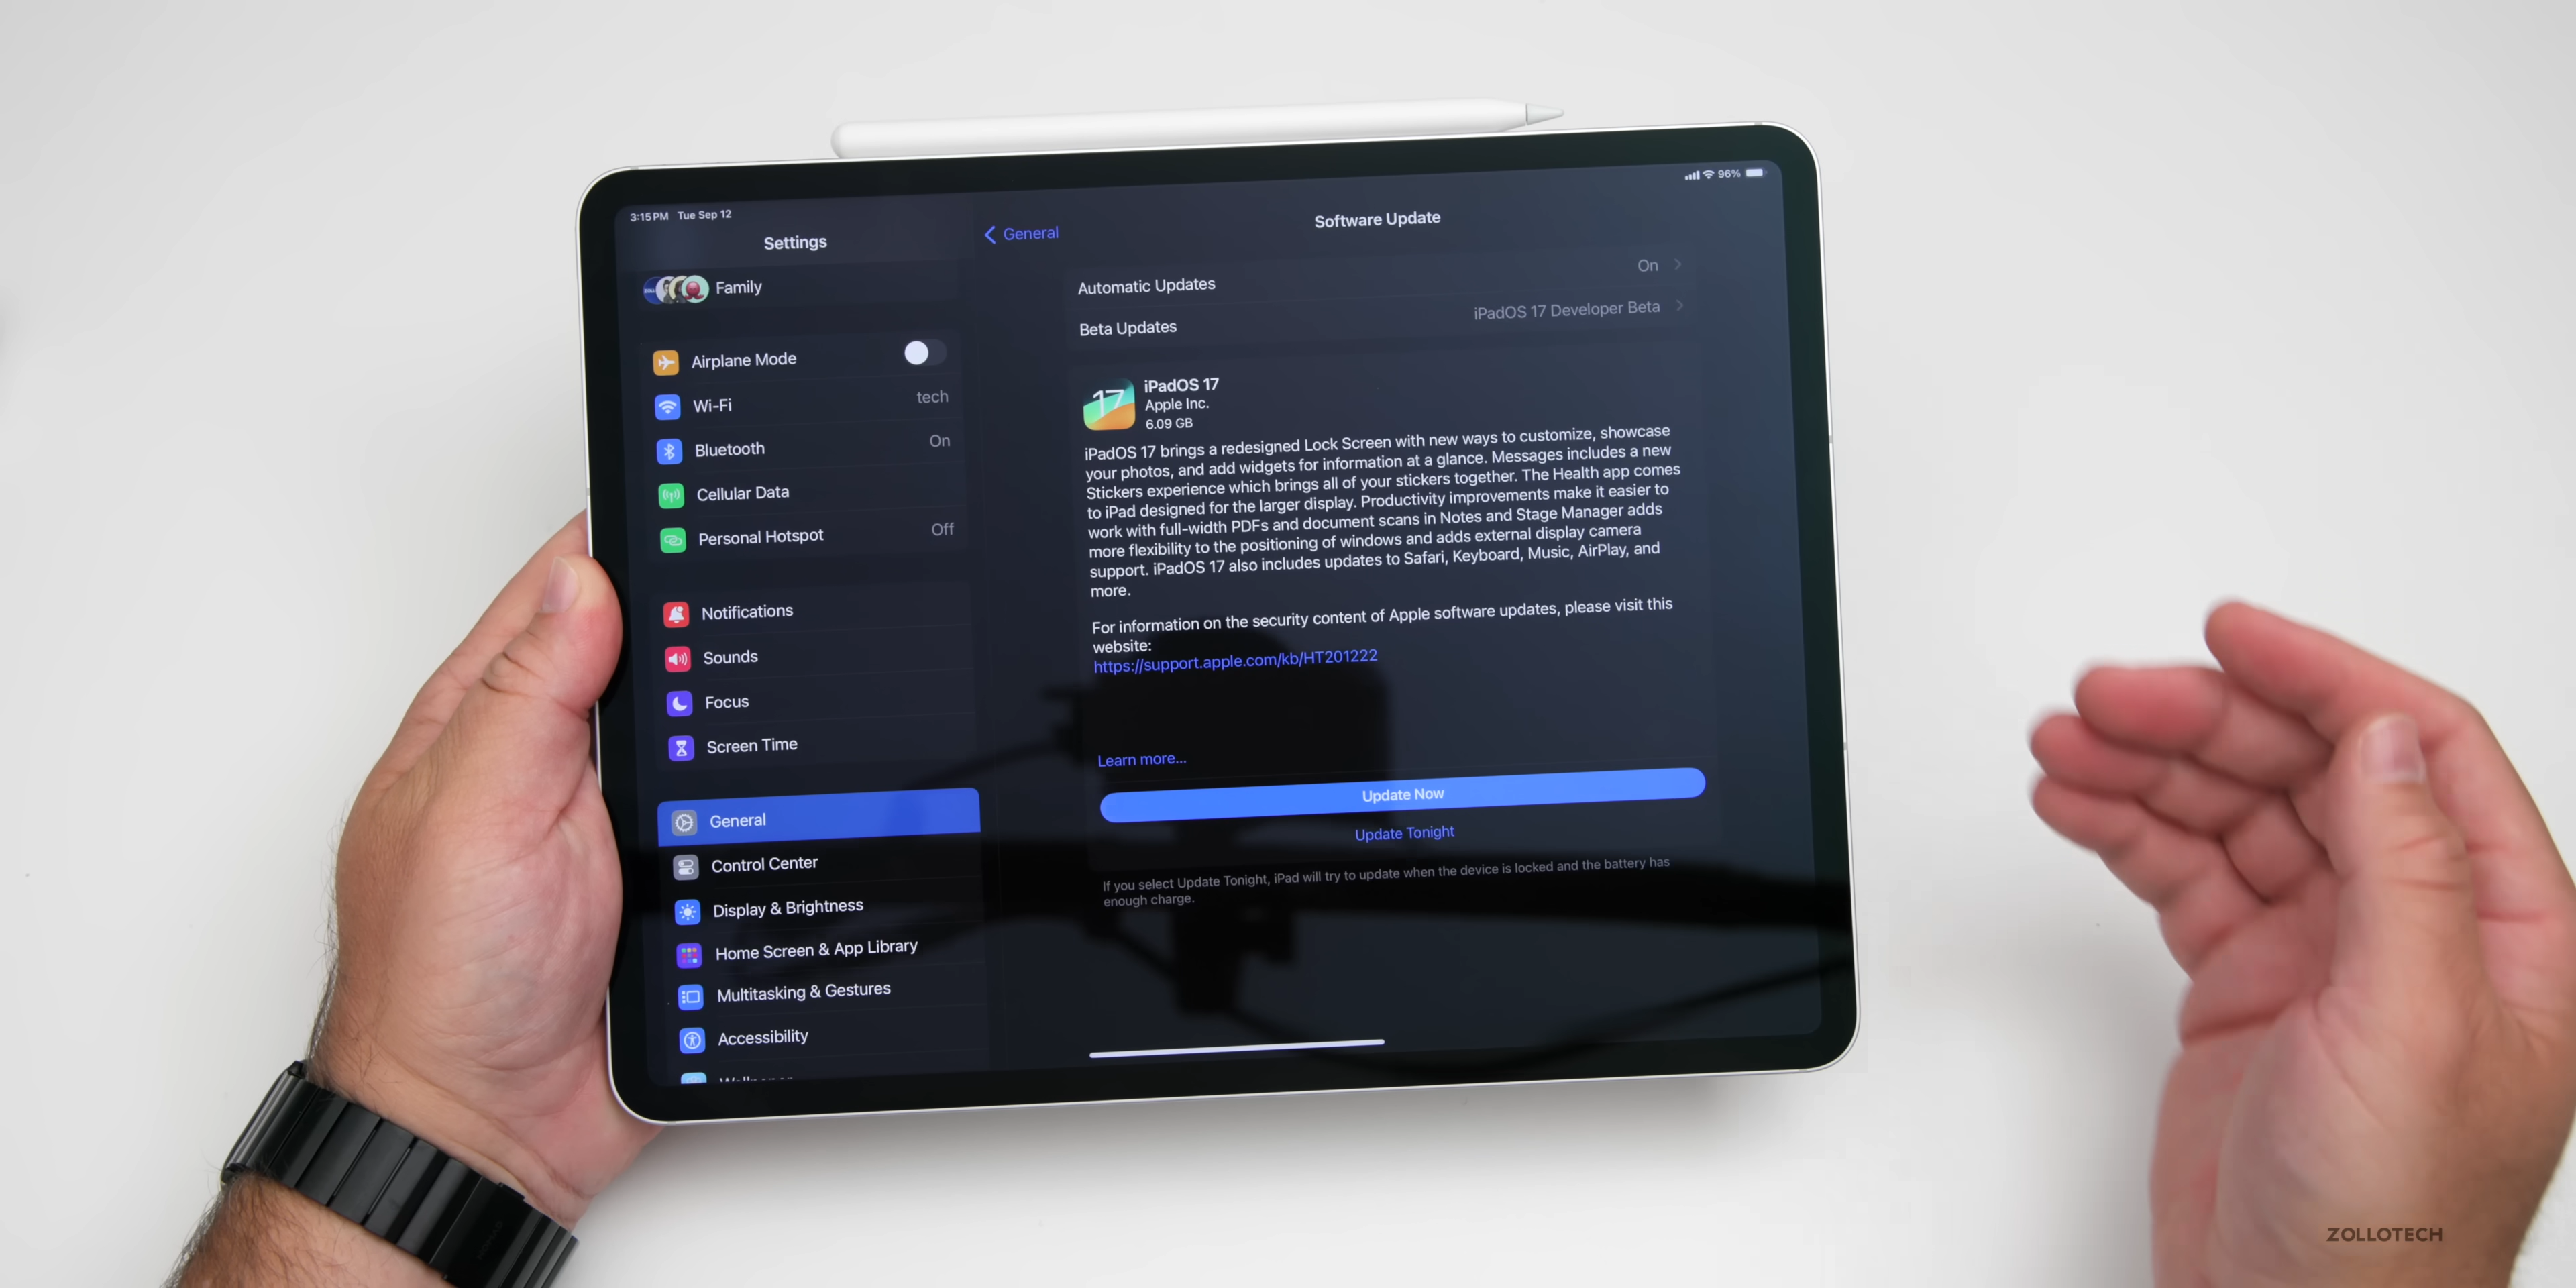 3:15 PM Tue Sep 12
96%
Settings
Family
Airplane Mode
Wi-Fi
tech
Bluetooth
On
Cellular Data
Personal Hotspot
Off
Notifications
Sounds
Focus
Screen Time
General
Control Center
Display & Brightness
Home Screen & App Library
Multitasking & Gestures
Accessibility
General
Software Update
Automatic Updates
On
Beta Updates
iPadOS 17 Developer Beta
17
iPadOS 17
Apple Inc.
6.09 GB
iPadOS 17 brings a redesigned Lock Screen with new ways to customize, showcase
your photos, and add widgets for information at a glance. Messages includes a new
Stickers experience which brings all of your stickers together. The Health app comes
to iPad designed for the larger display. Productivity improvements make it easier to
work with full-width PDFs and document scans in Notes and Stage Manager adds
more flexibility to the positioning of windows and adds external display camera
support. iPadOS 17 also includes updates to Safari, Keyboard, Music, AirPlay, and
more.
For information on the security content of Apple software updates, please visit this
website:
https://support.apple.com/kb/HT201222
Learn more...
Update Now
Update Tonight
If you select Update Tonight, iPad will try to update when the device is locked and the battery has
enough charge.
ZOLLOTECH